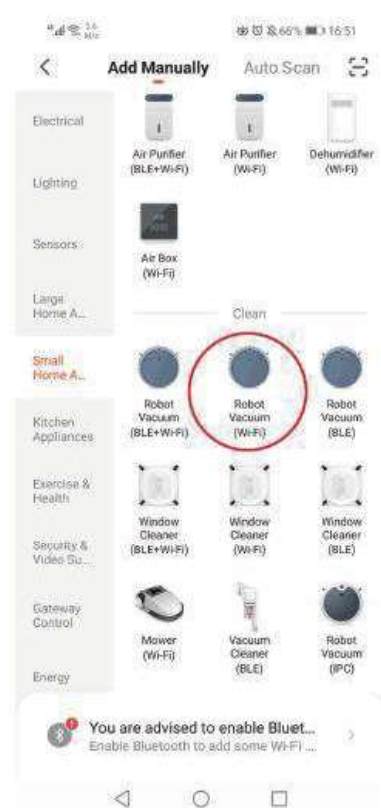 66% 16:51
Add Manually Auto Scan
Electrical
Lighting
Sensors
Large
Home A...
Small
Home A...
Kitchen
Appliances
Exercise &
Health
Security &
Video Su...
Gateway
Control
Energy
Air Purifier
(BLE+Wi-Fi)
Air Purifier
(Wi-Fi)
Dehumidifier
(Wi-Fi)
Air Box
(Wi-Fi)
Clean
Robot
Vacuum
(BLE+Wi-Fi)
Robot
Vacuum
(Wi-Fi)
Robot
Vacuum
(BLE)
Window
Cleaner
(BLE+Wi-Fi)
Window
Cleaner
(Wi-Fi)
Window
Cleaner
(BLE)
Mower
(Wi-Fi)
Vacuum
Cleaner
(BLE)
Robot
Vacuum
(IPC)
You are advised to enable Bluet...
Enable Bluetooth to add some Wi-Fi ...